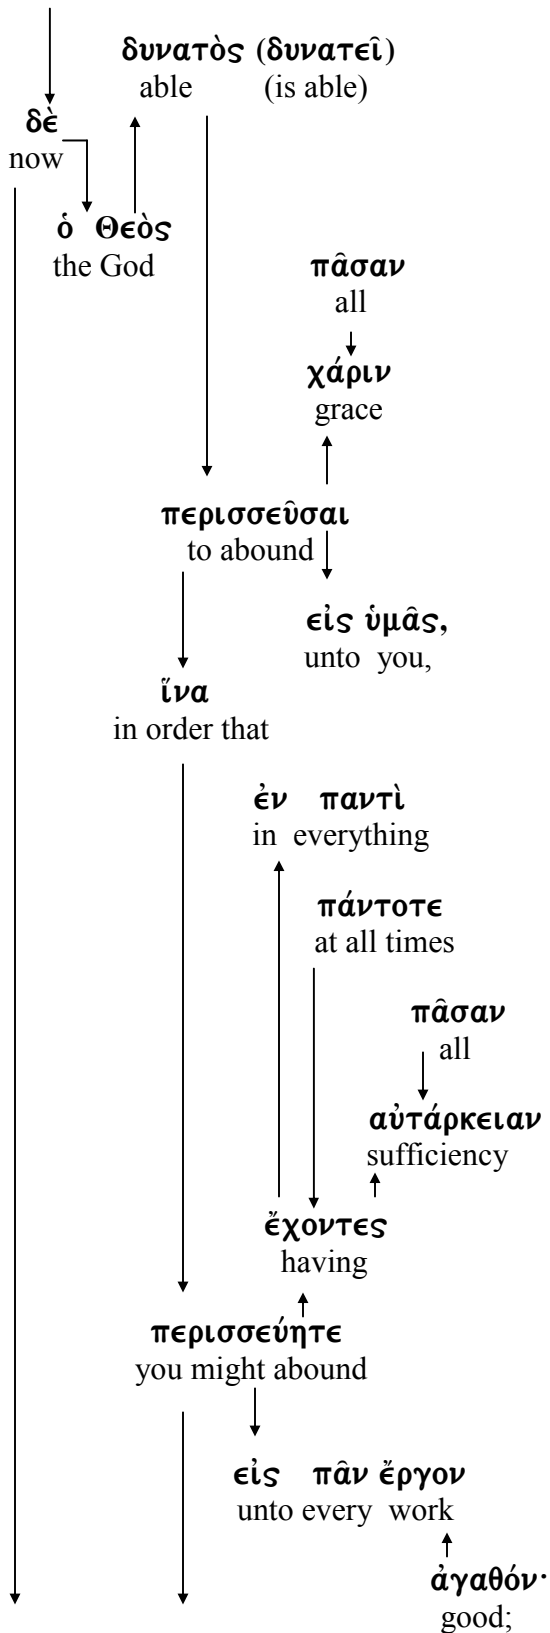 δυνατὸς (δυνατεῖ)
able (is able)
δὲ
now
ὁ Θεὸς
the God
πᾶσαν
all
χάριν
grace
περισσεῦσαι
to abound
εἰς ὑμᾶς,
unto you,
ἵνα
in order that
ἐν παντὶ
in everything
πάντοτε
at all times
πᾶσαν
all
αὐτάρκειαν
sufficiency
ἔχοντες
having
περισσεύητε
you might abound
εἰς πᾶν ἔργον
unto every work
ἀγαθόν·
good;